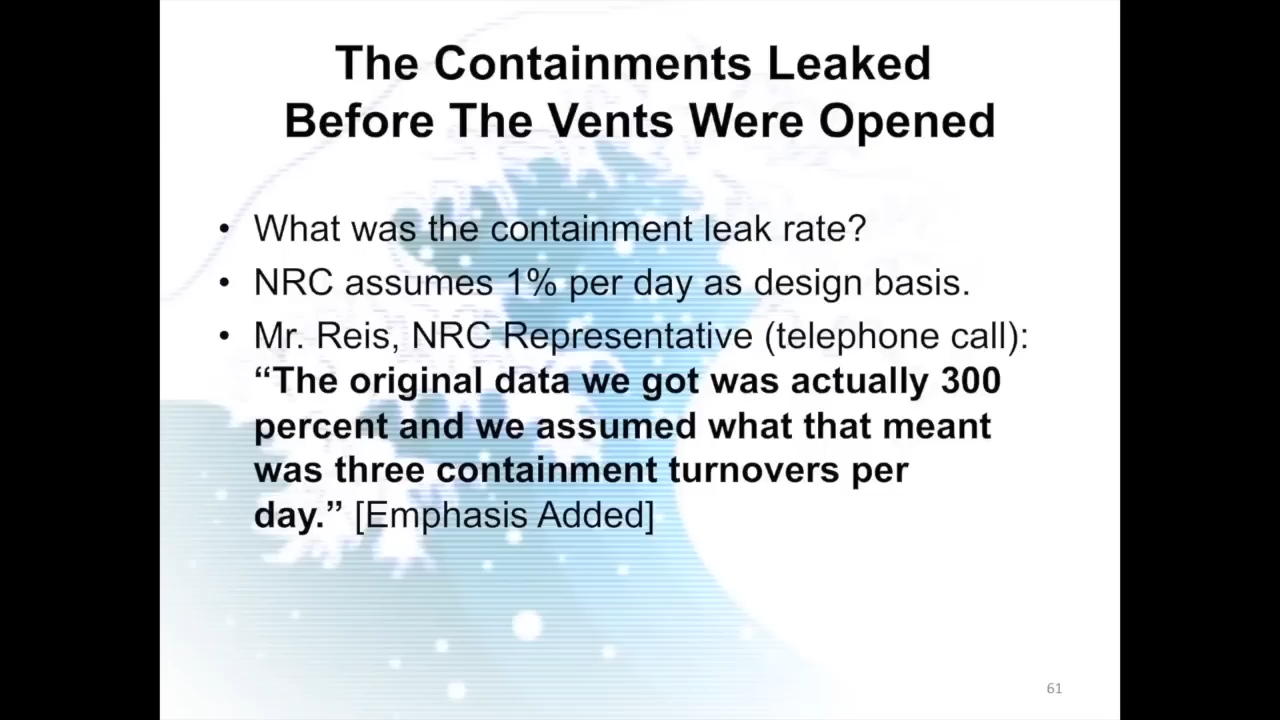 The Containments Leaked
Before The Vents Were Opened
• What was the containment leak rate?
• NRC assumes 1% per day as design basis.
• Mr. Reis, NRC Representative (telephone call):
“The original data we got was actually 300
percent and we assumed what that meant
was three containment turnovers per
day.” [Emphasis Added]
61